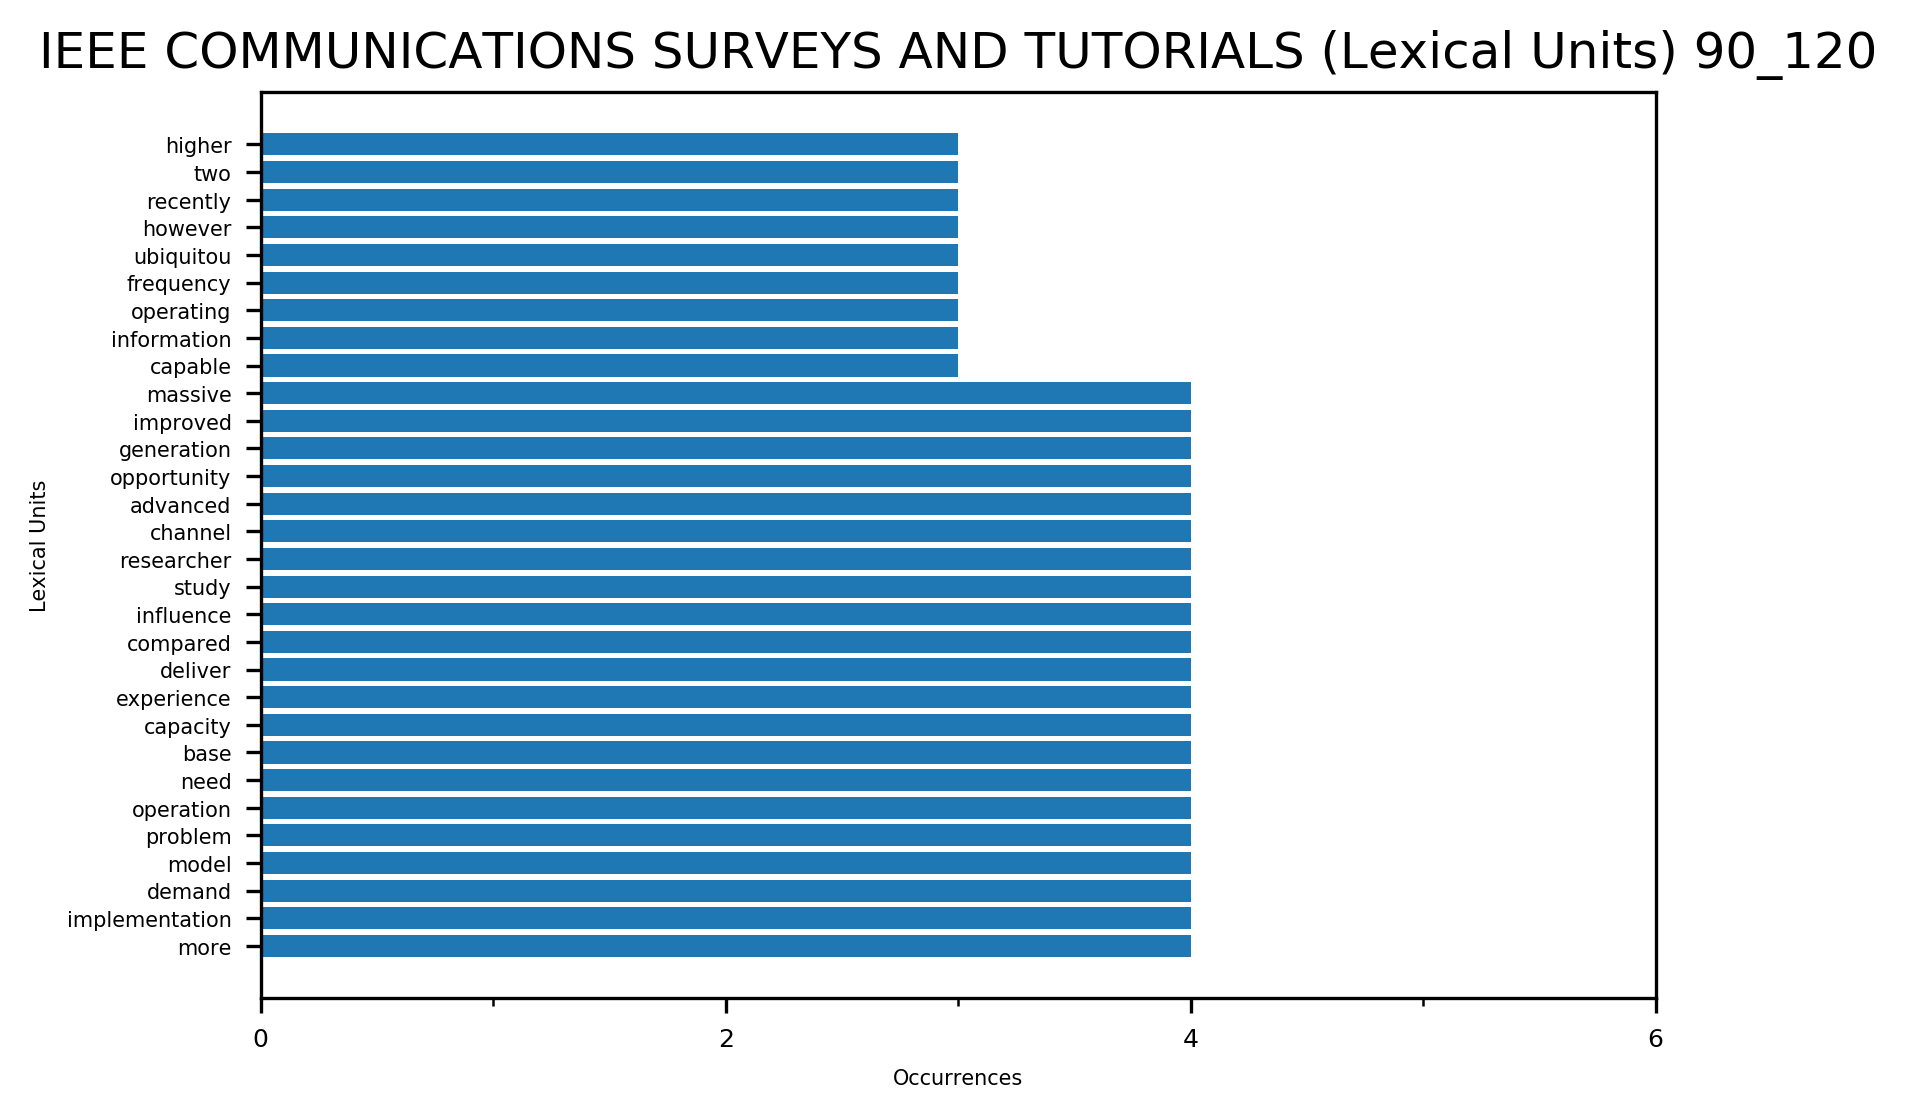 IEEE COMMUNICATIONS SURVEYS AND TUTORIALS (Lexical Units) 90_120
higher
two
recently
however
ubiquitou
frequency
operating
information
capable
massive
improved
generation
opportunity
advanced
channel
researcher
study
influence
compared
deliver
experience
capacity
base
need
operation
problem
model
demand
implementation
more
Lexical Units
0 2 4 6
Occurrences